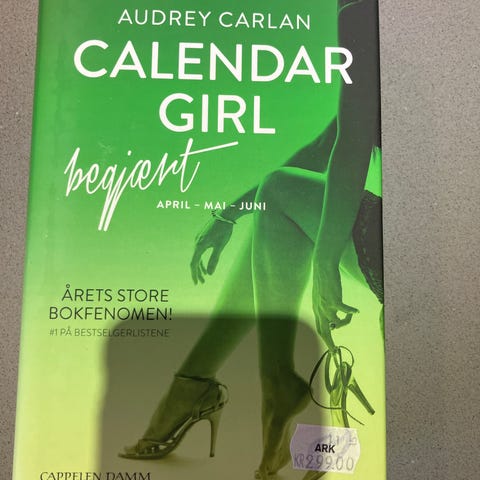 AUDREY CARLAN
CALENDAR
GIRL
begjært
APRIL – MAI – JUNI
ÅRETS STORE
BOKFENOMEN!
#1 PÅ BESTSELGERLISTENE
ARK
KR299.00
CAPPELEN DAMM